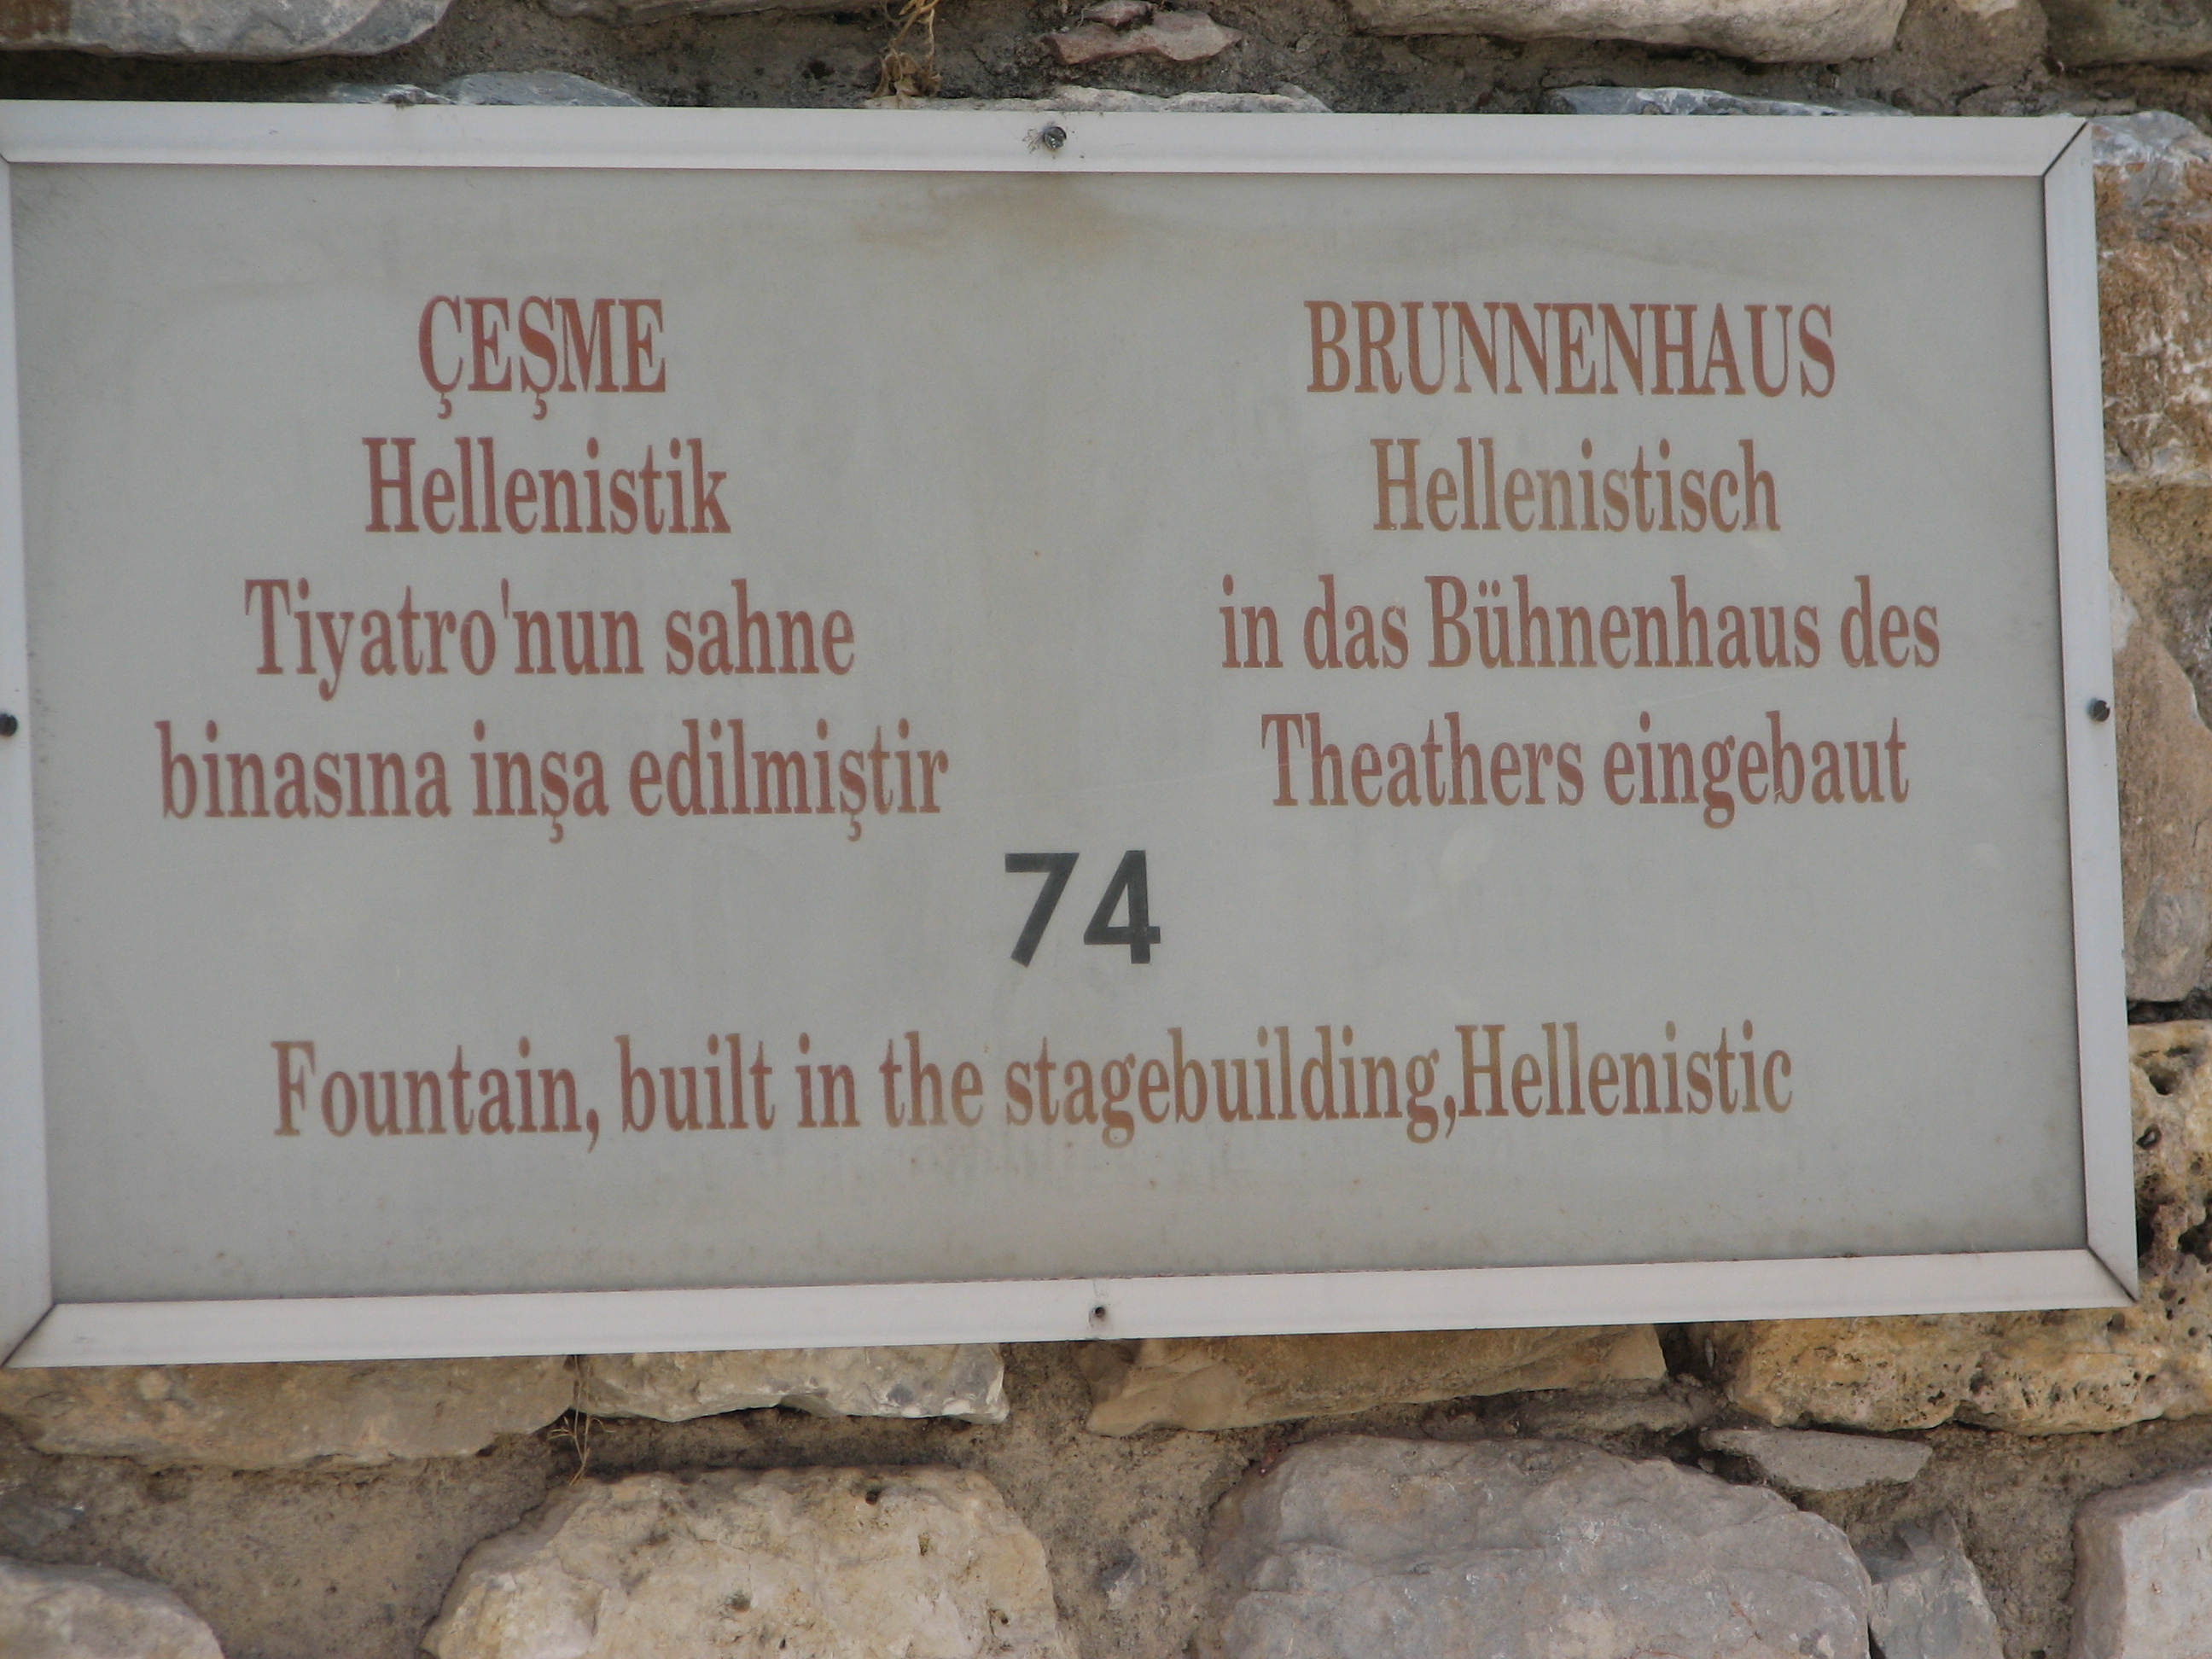 ÇEŞME
Hellenistik
Tiyatro'nun sahne
binasına inşa edilmiştir
BRUNNENHAUS
Hellenistisch
in das Bühnenhaus des
Theathers eingebaut
74
Fountain, built in the stagebuilding,Hellenistic